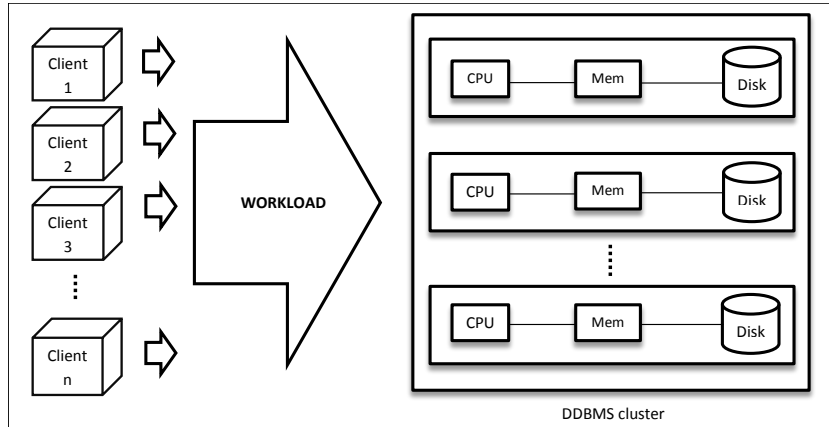 Client
1
Client
2
Client
3
Client
n
WORKLOAD
CPU
Mem
Disk
CPU
Mem
Disk
CPU
Mem
Disk
DDBMS cluster